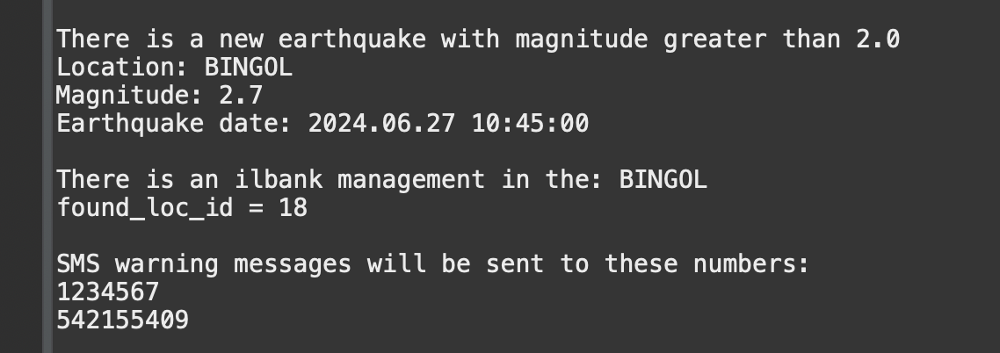 There is a new earthquake with magnitude greater than 2.0
Location: BINGOL
Magnitude: 2.7
Earthquake date: 2024.06.27 10:45:00
There is an ilbank management in the: BINGOL
found_loc_id = 18
SMS warning messages will be sent to these numbers:
1234567
542155409